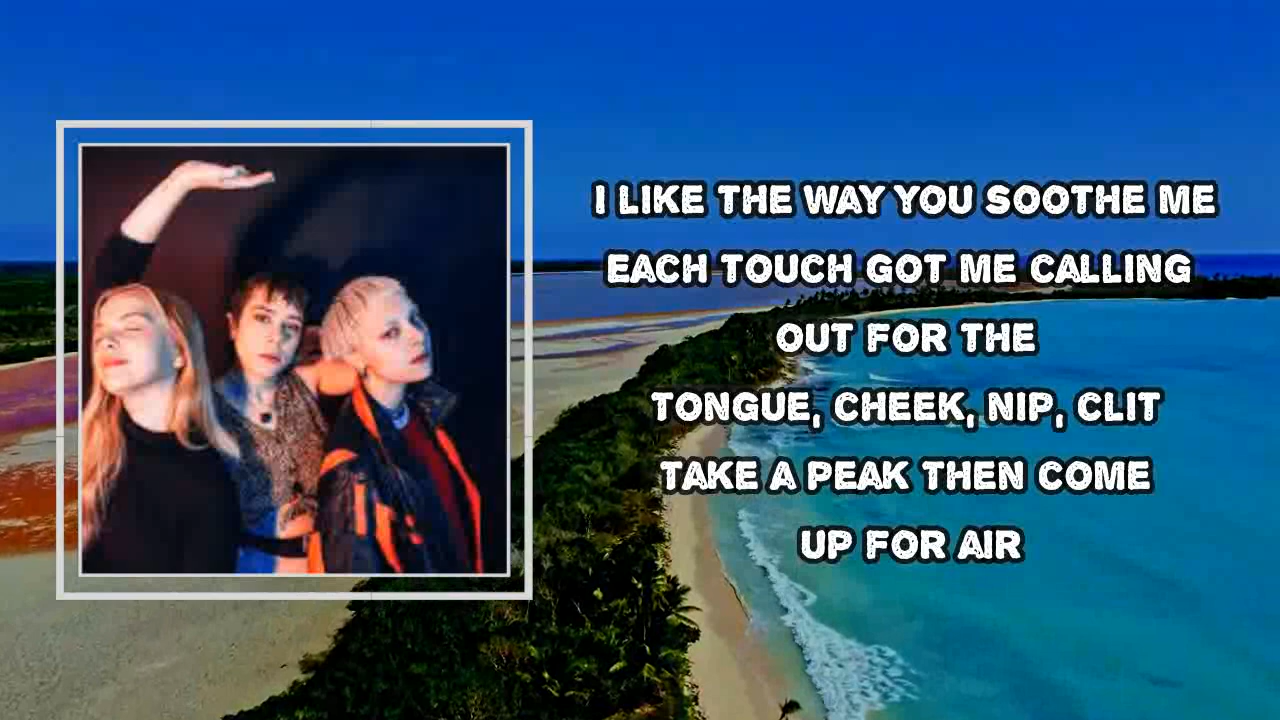 I LIKE THE WAY YOU SOOTHE ME
EACH TOUCH GOT ME CALLING
OUT FOR THE
TONGUE, CHEEK, NIP, CLIT
TAKE A PEAK THEN COME
UP FOR AIR